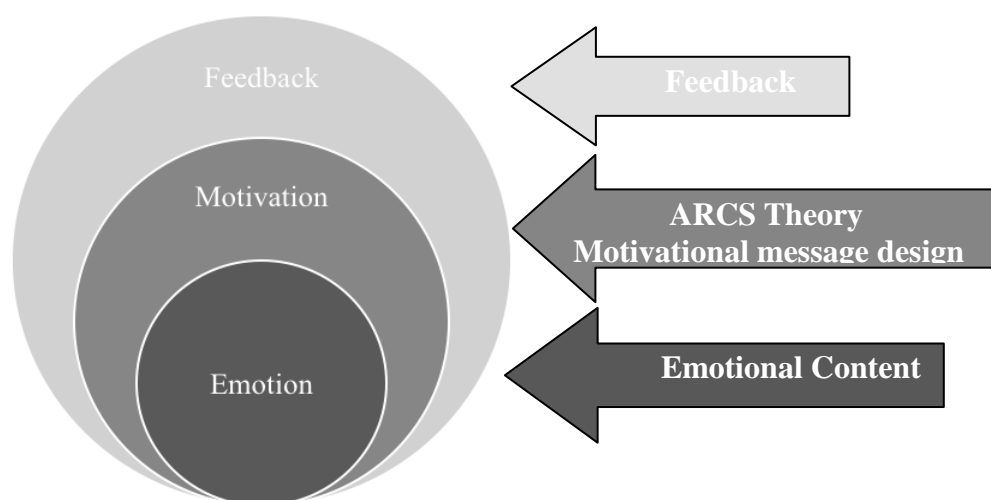 Feedback
Feedback
Motivation
ARCS Theory
Motivational message design
Emotion
Emotional Content